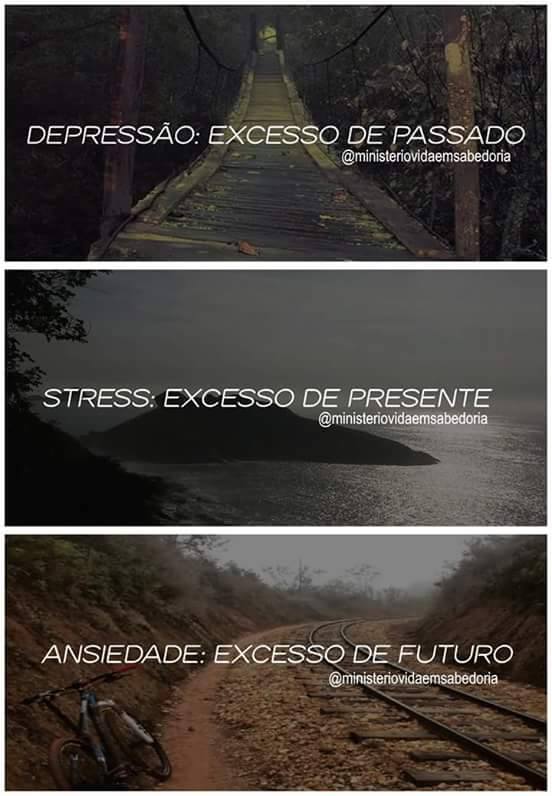 DEPRESSÃO: EXCESSO DE PASSADO
@ministeriovidaemsabedoria
STRESS: EXCESSO DE PRESENTE
@ministeriovidaemsabedoria
ANSIEDADE: EXCESSO DE FUTURO
@ministeriovidaemsabedoria